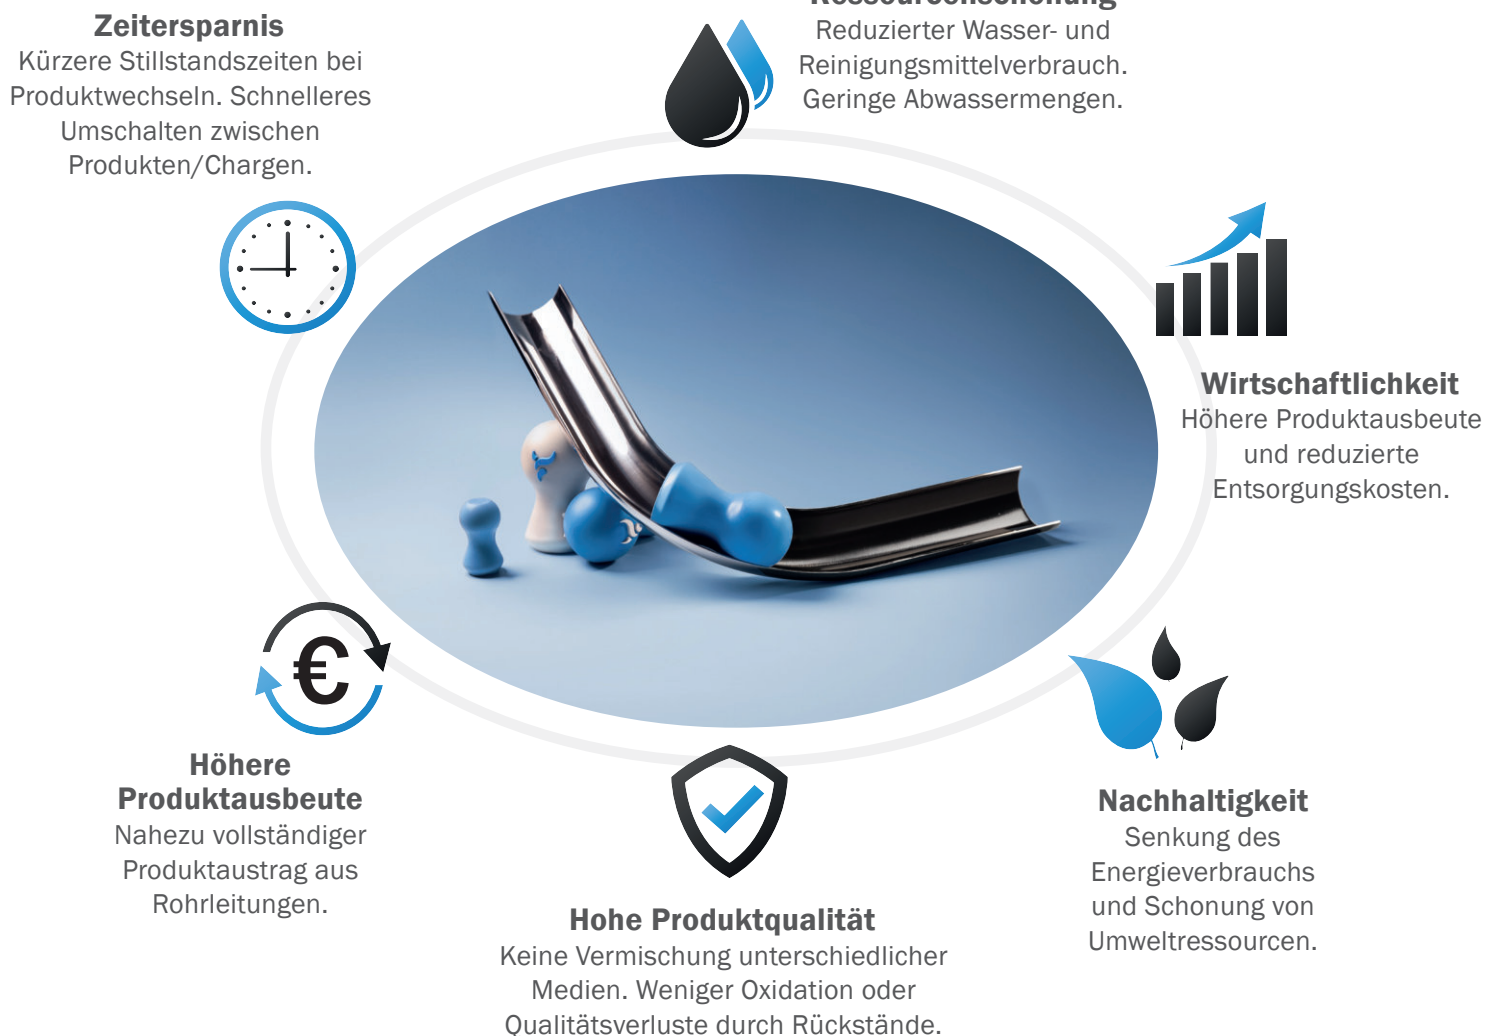 Zeitersparnis
Kürzere Stillstandszeiten bei
Produktwechseln. Schnelleres
Umschalten zwischen
Produkten/Chargen.
Ressourcenschonung
Reduzierter Wasser- und
Reinigungsmittelverbrauch.
Geringe Abwassermengen.
Wirtschaftlichkeit
Höhere Produktausbeute
und reduzierte
Entsorgungskosten.
€
Höhere
Produktausbeute
Nahezu vollständiger
Produktaustrag aus
Rohrleitungen.
Nachhaltigkeit
Senkung des
Energieverbrauchs
und Schonung von
Umweltressourcen.
Hohe Produktqualität
Keine Vermischung unterschiedlicher
Medien. Weniger Oxidation oder
Qualitätsverluste durch Rückstände.